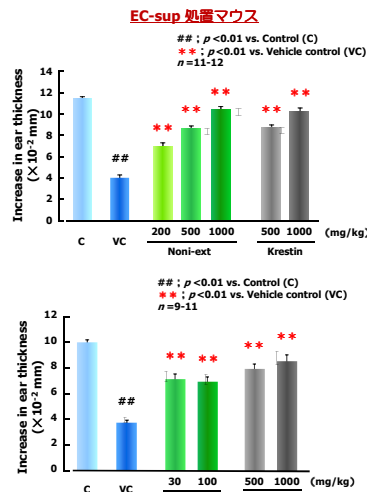 EC-sup 処置マウス
## ; p <0.01 vs. Control (C)
** ; p <0.01 vs. Vehicle control (VC)
n =11-12
Increase in ear thickness
(×10-2 mm)
14
12
10
8
6
4
2
0
##
** ** ** ** **
200 500 1000 500 1000 (mg/kg)
C VC Noni-ext Krestin
## ; p <0.01 vs. Control (C)
** ; p <0.01 vs. Vehicle control (VC)
n =9-11
Increase in ear thickness
(×10-2 mm)
12
10
8
6
4
2
0
##
** ** ** **
C VC 30 100 500 1000 (mg/kg)